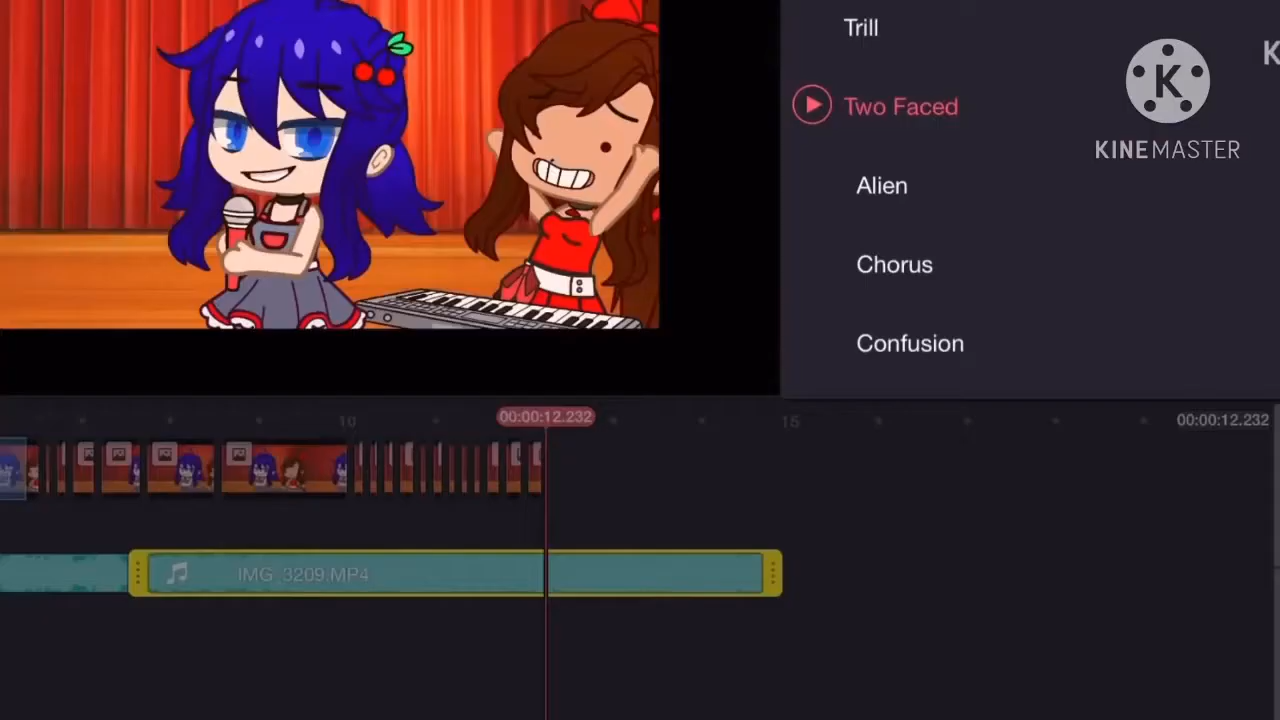 Trill
Two Faced
Alien
Chorus
Confusion
K
KINEMASTER
K
10
00:00:12.232
15
00:00:12.232
IMG_3209.MP4